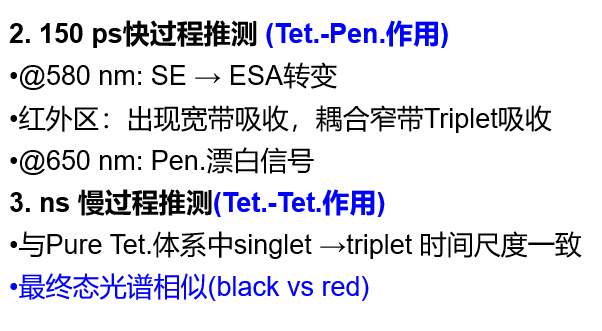 2. 150 ps快过程推测 (Tet.-Pen.作用)
•@580 nm: SE → ESA转变
•红外区：出现宽带吸收，耦合窄带Triplet吸收
•@650 nm: Pen.漂白信号
3. ns 慢过程推测(Tet.-Tet.作用)
•与Pure Tet.体系中singlet →triplet 时间尺度一致
•最终态光谱相似(black vs red)